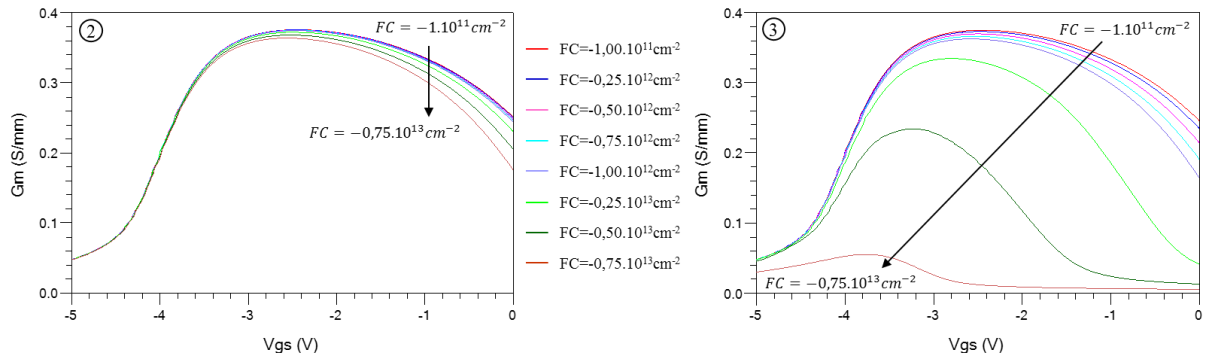 ②
Gm (S/mm)
0.4
0.3
0.2
0.1
0.0
-5
-4
-3
-2
-1
0
Vgs (V)
FC = −1.10¹¹cm⁻²
FC = −0,75.10¹³cm⁻²
FC=-1,00.10¹¹cm⁻²
FC=-0,25.10¹²cm⁻²
FC=-0,50.10¹²cm⁻²
FC=-0,75.10¹²cm⁻²
FC=-1,00.10¹²cm⁻²
FC=-0,25.10¹³cm⁻²
FC=-0,50.10¹³cm⁻²
FC=-0,75.10¹³cm⁻²
③
Gm (S/mm)
0.4
0.3
0.2
0.1
0.0
-5
-4
-3
-2
-1
0
Vgs (V)
FC = −1.10¹¹cm⁻²
FC = −0,75.10¹³cm⁻²